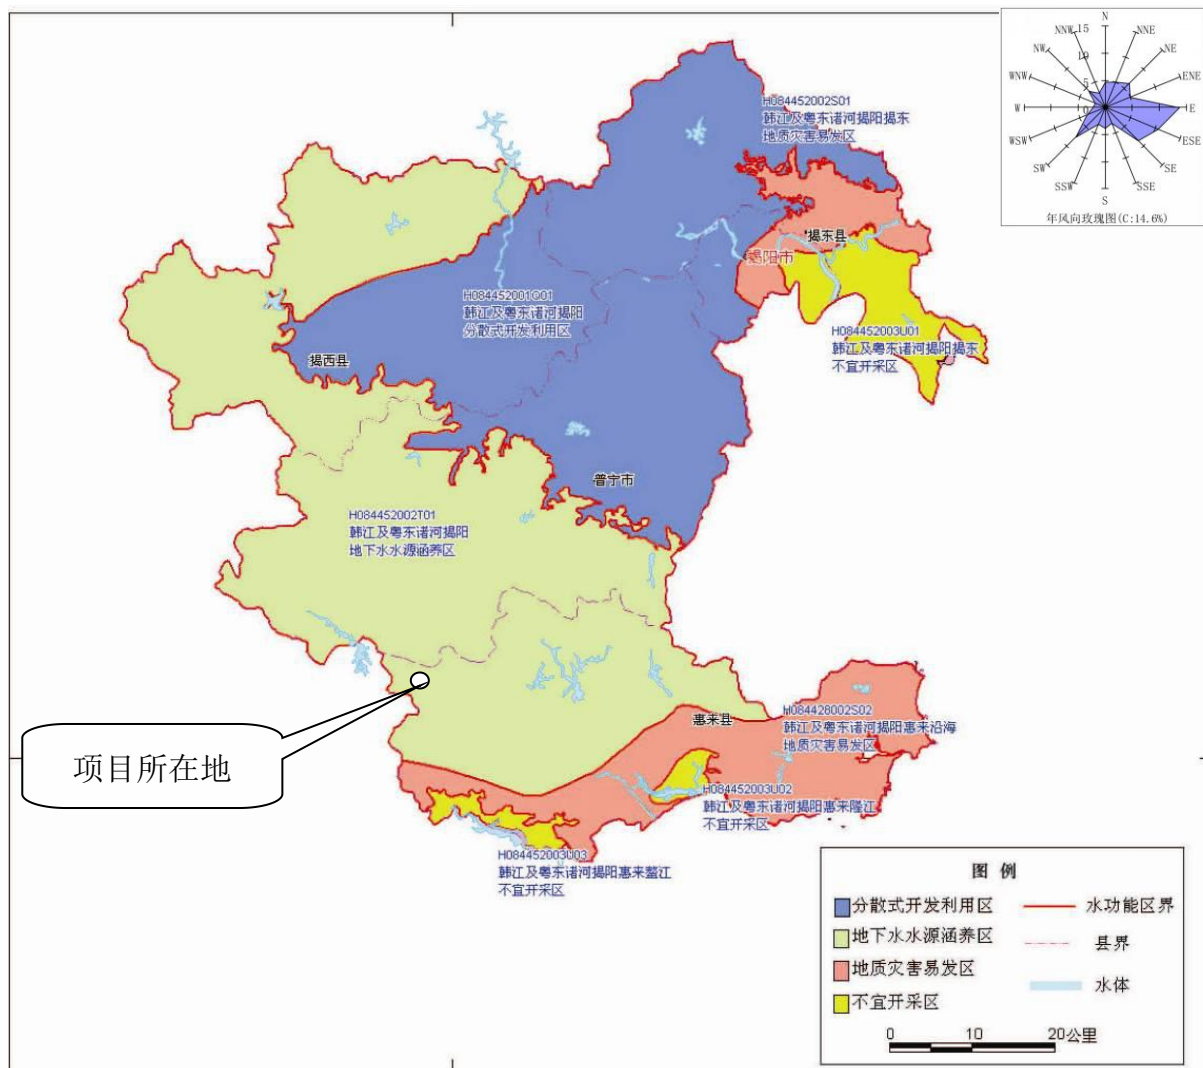 N
NNW
15
NNE
NW
10
NE
WNW
5
ENE
W
0
E
WSW
ESE
SW
SE
SSW
SSE
S
年风向玫瑰图(C:14.6%)
H084452002S01
韩江及粤东诸河揭阳揭东
地质灾害易发区
揭东县
揭阳市
H084452001Q01
韩江及粤东诸河揭阳
分散式开发利用区
H084452003U01
韩江及粤东诸河揭阳揭东
不宜开采区
揭西县
普宁市
H084452002T01
韩江及粤东诸河揭阳
地下水水源涵养区
项目所在地
惠来县
H084428002S02
韩江及粤东诸河揭阳惠来沿海
地质灾害易发区
H084452003U02
韩江及粤东诸河揭阳惠来隆江
不宜开采区
H084452003U03
韩江及粤东诸河揭阳惠来鳌江
不宜开采区
图 例
分散式开发利用区
水功能区界
地下水水源涵养区
县界
地质灾害易发区
水体
不宜开采区
0 10 20公里